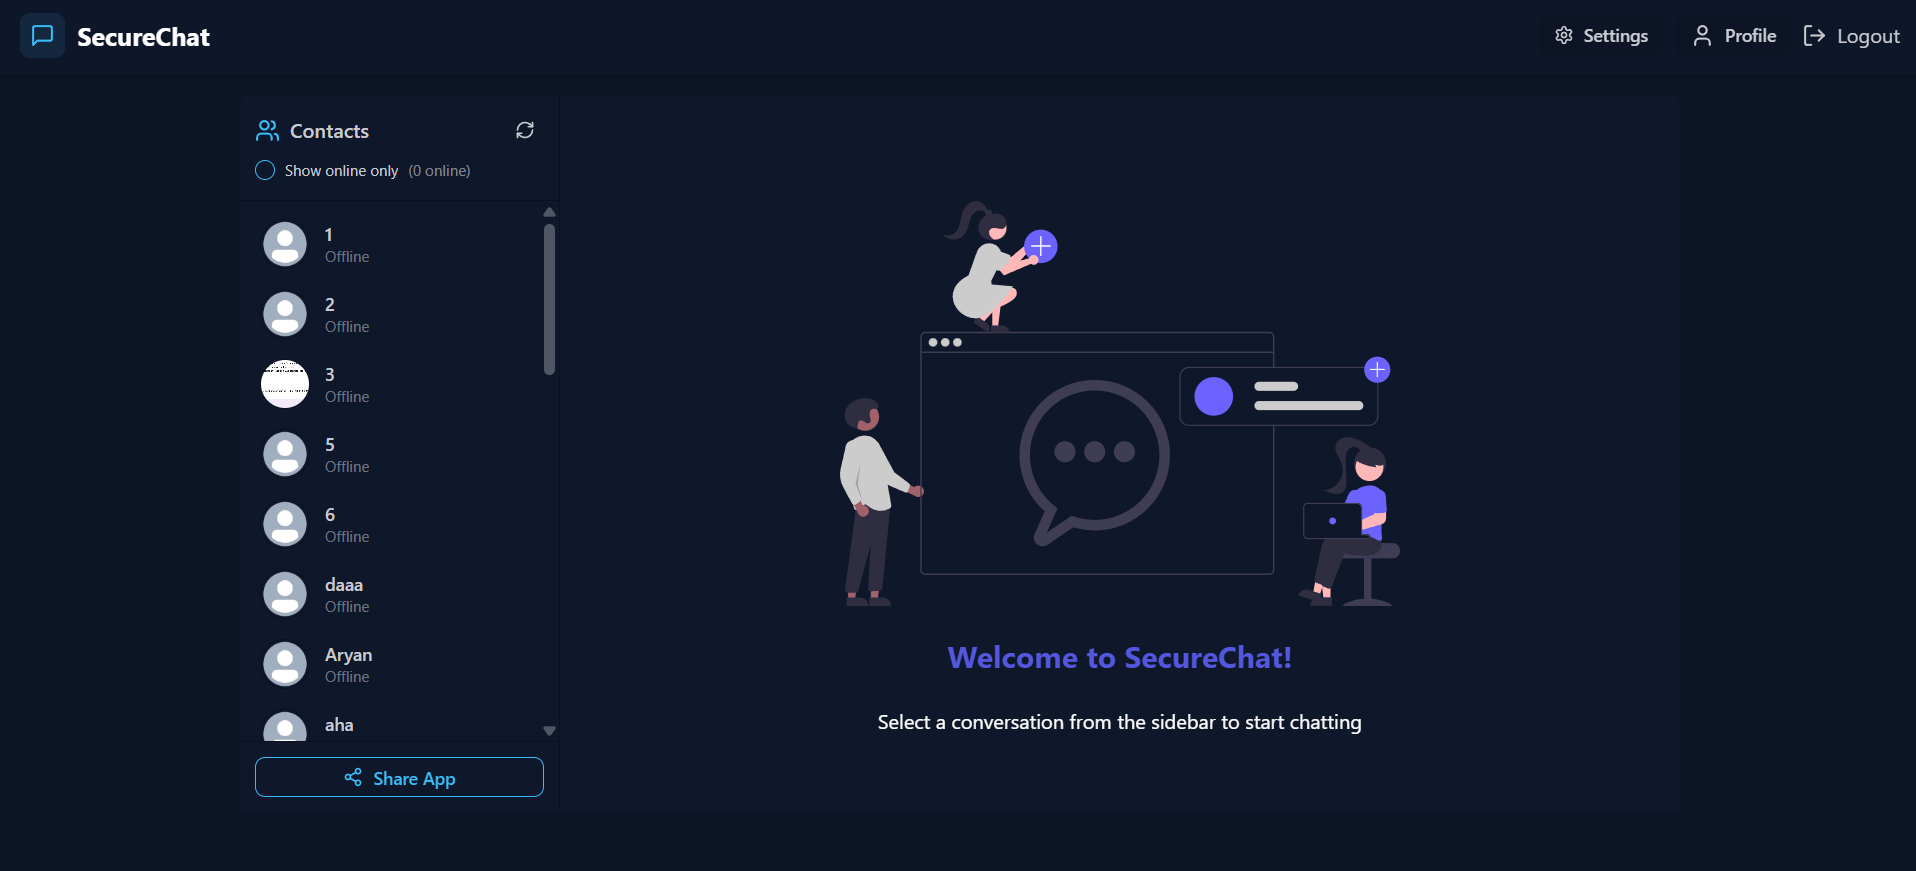 SecureChat
Settings
Profile
Logout
Contacts
Show online only (0 online)
1
Offline
2
Offline
3
Offline
5
Offline
6
Offline
daaa
Offline
Aryan
Offline
aha
Share App
Welcome to SecureChat!
Select a conversation from the sidebar to start chatting